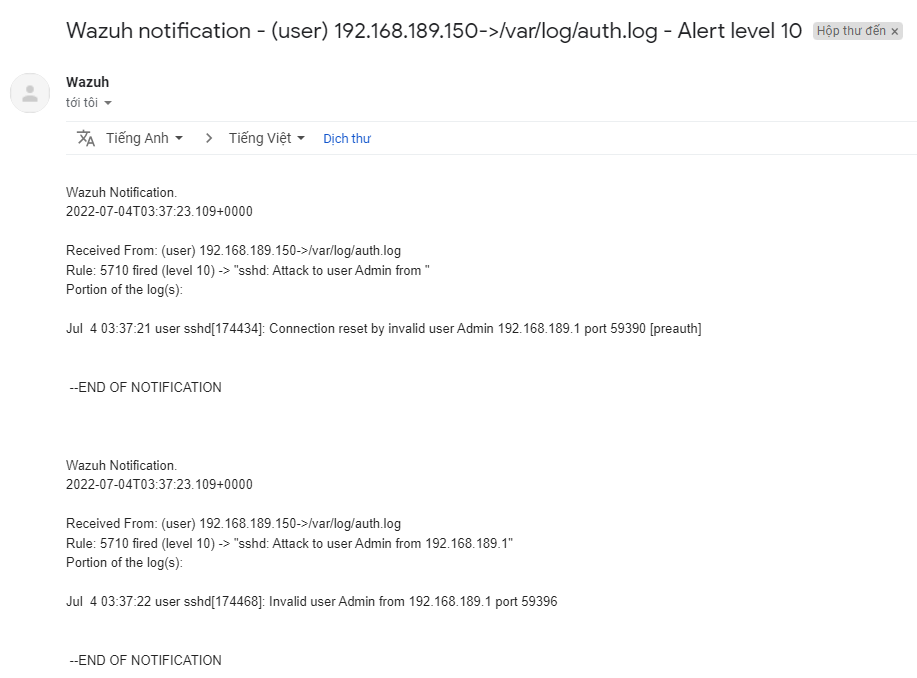 Wazuh notification - (user) 192.168.189.150->/var/log/auth.log - Alert level 10 Hộp thư đến ×
Wazuh
tới tôi
Tiếng Anh > Tiếng Việt Dịch thư
Wazuh Notification.
2022-07-04T03:37:23.109+0000
Received From: (user) 192.168.189.150->/var/log/auth.log
Rule: 5710 fired (level 10) -> "sshd: Attack to user Admin from "
Portion of the log(s):
Jul  4 03:37:21 user sshd[174434]: Connection reset by invalid user Admin 192.168.189.1 port 59390 [preauth]
--END OF NOTIFICATION
Wazuh Notification.
2022-07-04T03:37:23.109+0000
Received From: (user) 192.168.189.150->/var/log/auth.log
Rule: 5710 fired (level 10) -> "sshd: Attack to user Admin from 192.168.189.1"
Portion of the log(s):
Jul  4 03:37:22 user sshd[174468]: Invalid user Admin from 192.168.189.1 port 59396
--END OF NOTIFICATION